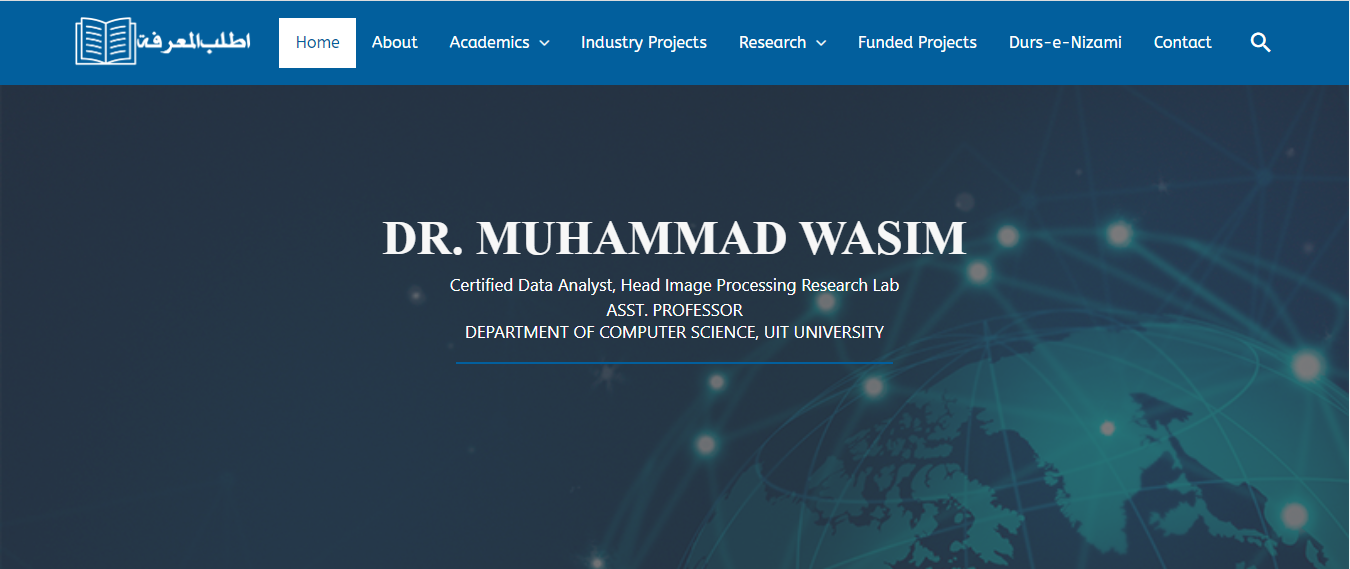 اطلب المعرفة
Home About Academics Industry Projects Research Funded Projects Durs-e-Nizami Contact
DR. MUHAMMAD WASIM
Certified Data Analyst, Head Image Processing Research Lab
ASST. PROFESSOR
DEPARTMENT OF COMPUTER SCIENCE, UIT UNIVERSITY